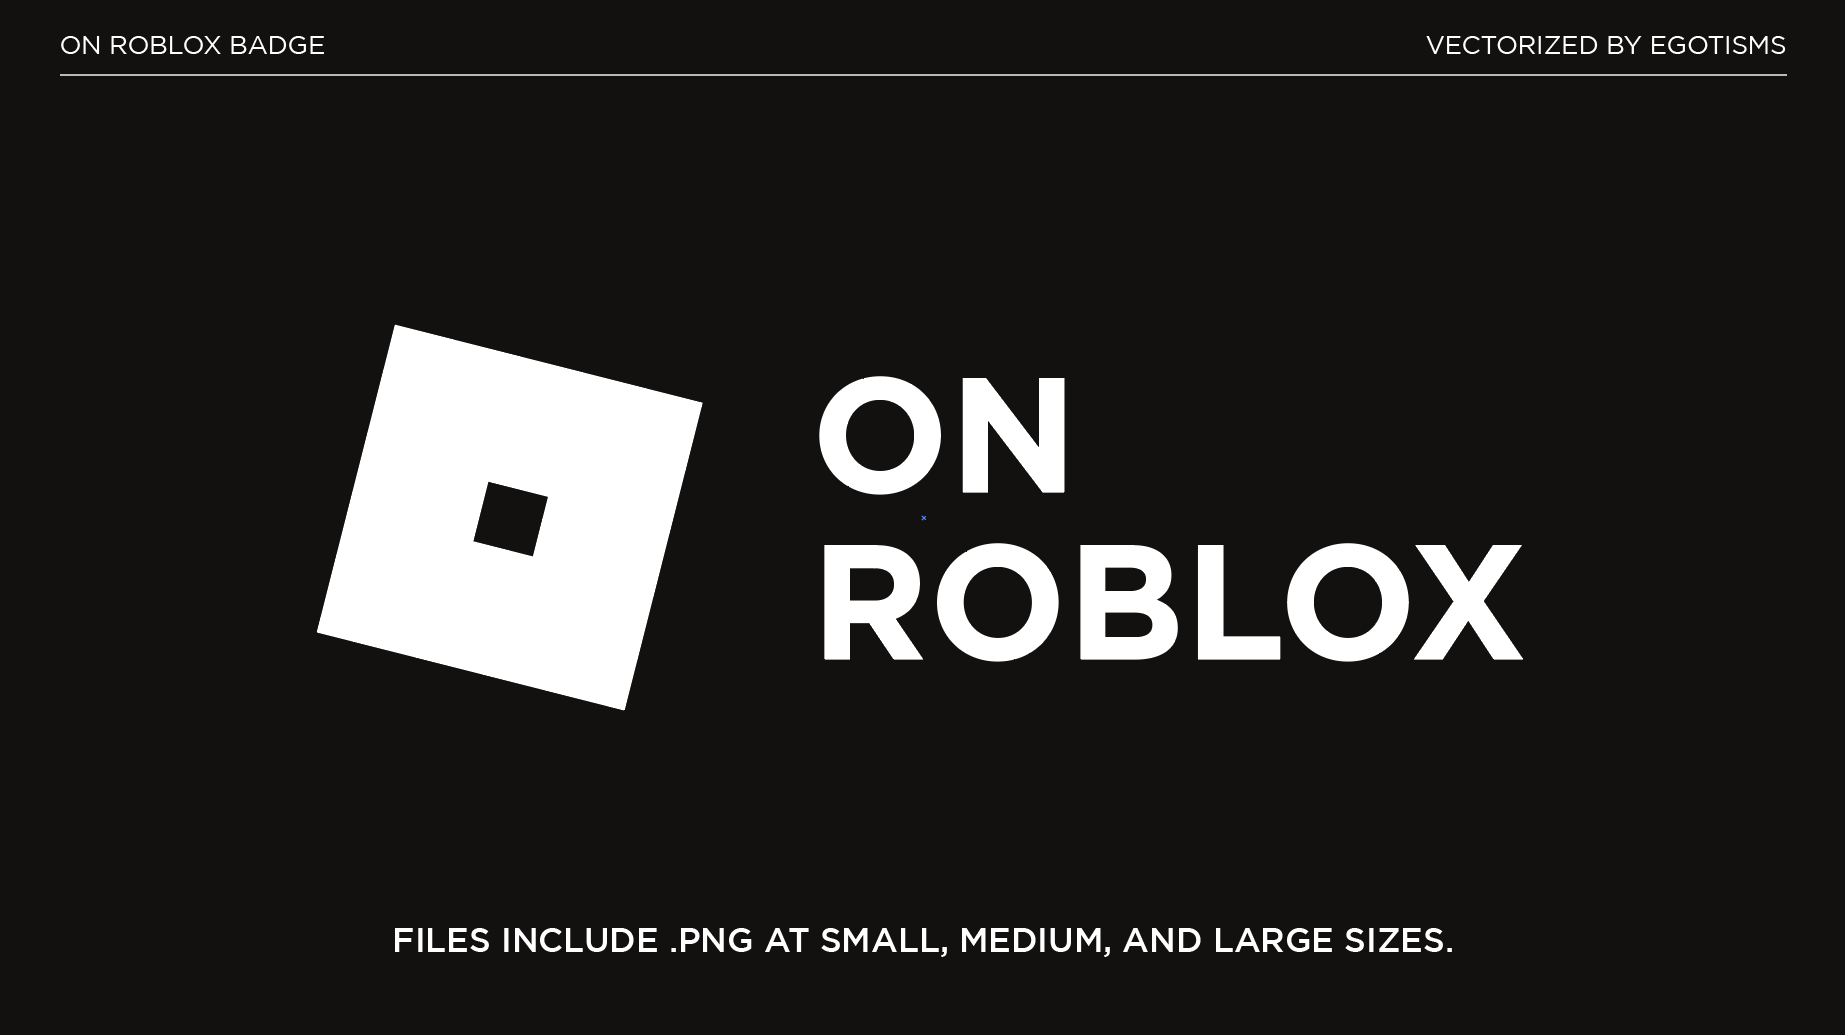 ON ROBLOX BADGE
VECTORIZED BY EGOTISMS
ON
ROBLOX
FILES INCLUDE .PNG AT SMALL, MEDIUM, AND LARGE SIZES.